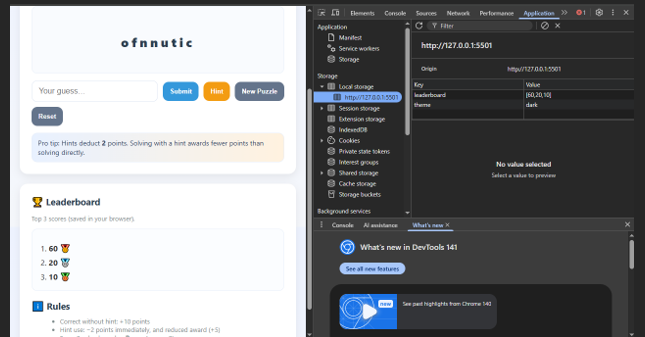 ofnnutic
Your guess...
Submit
Hint
New Puzzle
Reset
Pro tip: Hints deduct 2 points. Solving with a hint awards fewer points than
solving directly.
🏆 Leaderboard
Top 3 scores (saved in your browser).
1. 60 🥇
2. 20 🥈
3. 10 🥉
Rules
Correct without hint: +10 points
Hint use: −2 points immediately, and reduced award (+5)
Elements
Console
Sources
Network
Performance
Application
1
Application
Manifest
Service workers
Storage
Storage
Local storage
http://127.0.0.1:5501
Session storage
Extension storage
IndexedDB
Cookies
Private state tokens
Interest groups
Shared storage
Cache storage
Storage buckets
Background services
Filter
http://127.0.0.1:5501
Origin http://127.0.0.1:5501
Key Value
leaderboard [60,20,10]
theme dark
No value selected
Select a value to preview
Console
AI assistance
What's new
What's new in DevTools 141
See all new features
new
See past highlights from Chrome 140